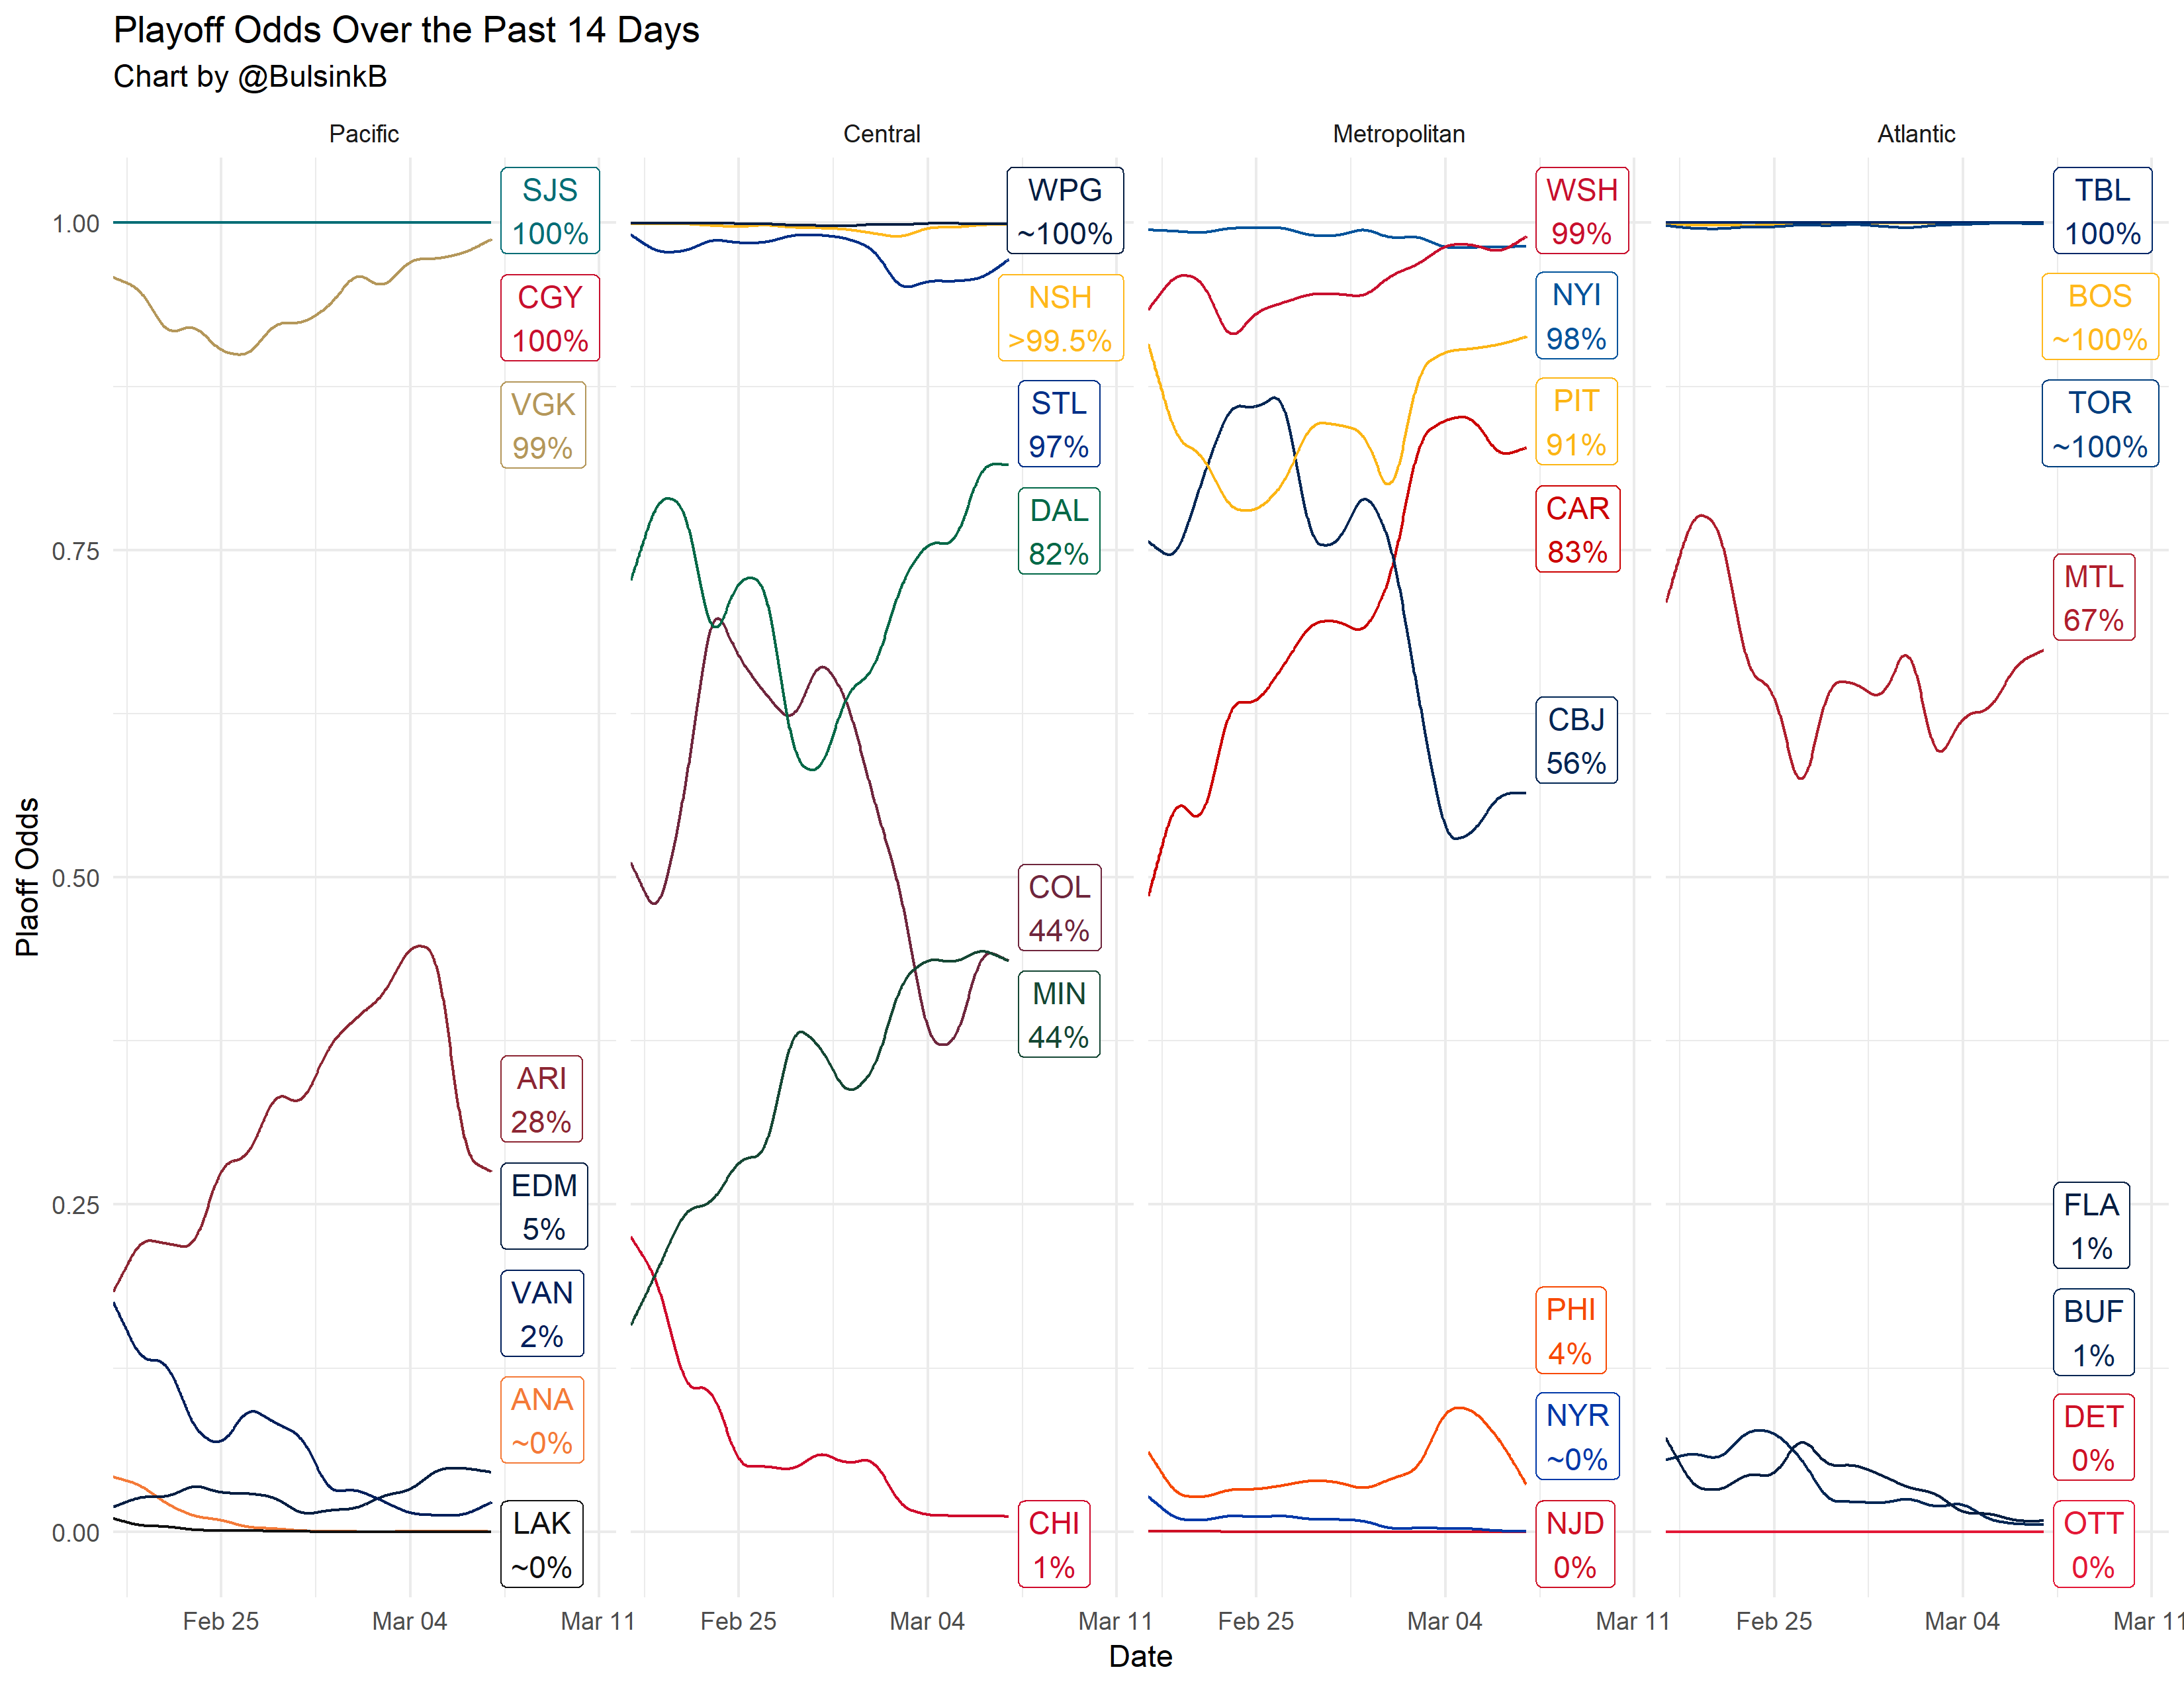 Playoff Odds Over the Past 14 Days
Chart by @BulsinkB
Pacific
Central
Metropolitan
Atlantic
Plaoff Odds
1.00
0.75
0.50
0.25
0.00
SJS
100%
CGY
100%
VGK
99%
ARI
28%
EDM
5%
VAN
2%
ANA
~0%
LAK
~0%
WPG
~100%
NSH
>99.5%
STL
97%
DAL
82%
COL
44%
MIN
44%
CHI
1%
WSH
99%
NYI
98%
PIT
91%
CAR
83%
CBJ
56%
PHI
4%
NYR
~0%
NJD
0%
TBL
100%
BOS
~100%
TOR
~100%
MTL
67%
FLA
1%
BUF
1%
DET
0%
OTT
0%
Feb 25 Mar 04 Mar 11
Feb 25 Mar 04 Mar 11
Feb 25 Mar 04 Mar 11
Feb 25 Mar 04 Mar 11
Date